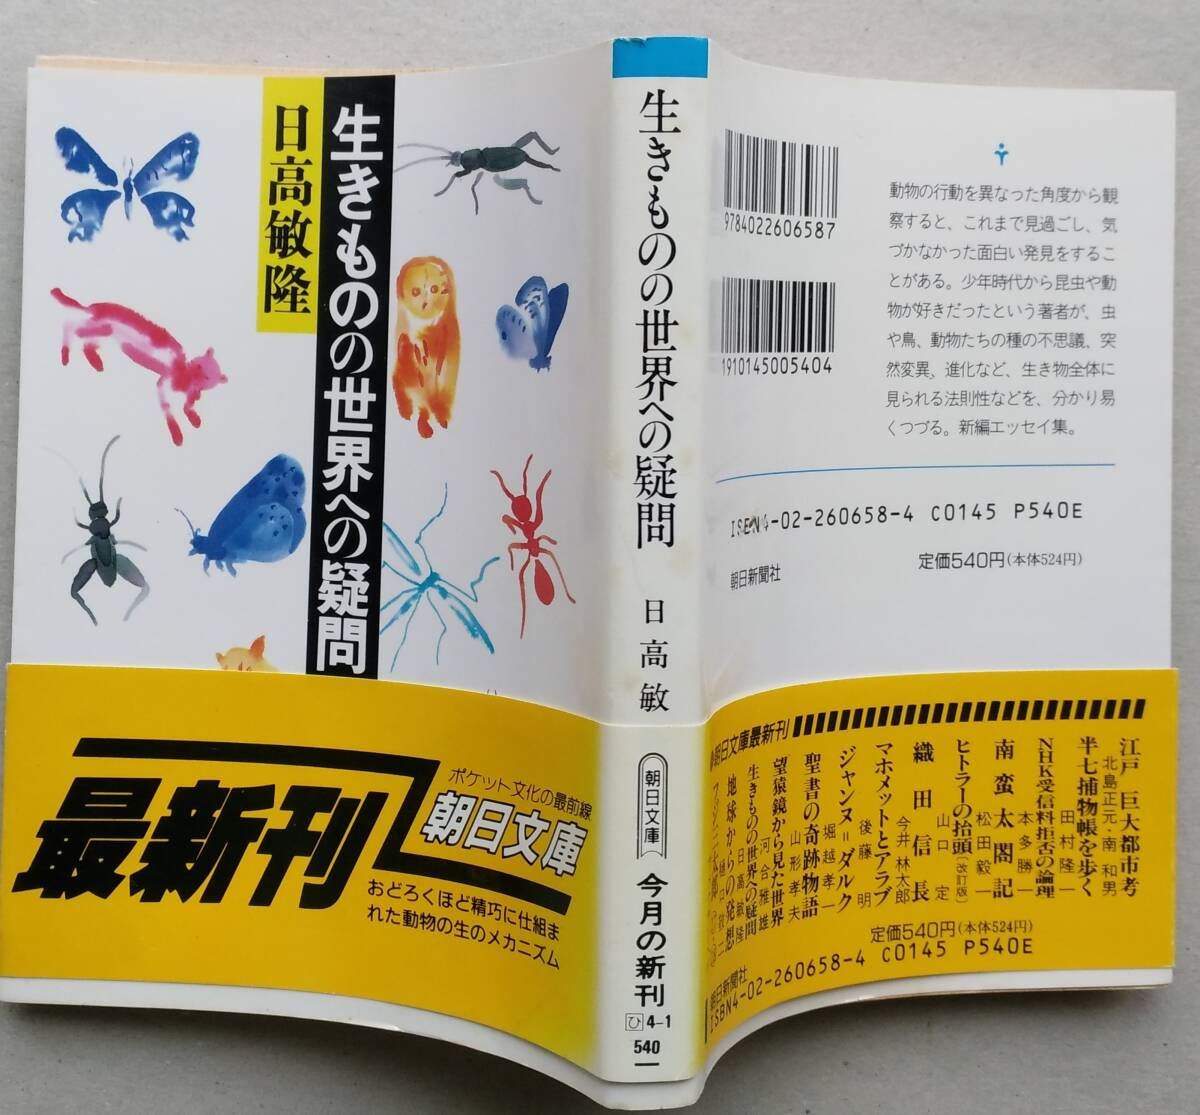 生きものの世界への疑問
日高敏隆
最新刊
ポケット文化の最前線
朝日文庫
おどろくほど精巧に仕組ま
れた動物の生のメカニズム
生きものの世界への疑問
日高敏
朝日文庫
今月の新刊
ひ 4-1
540
9784022606587
1910145005404
動物の行動を異なった角度から観
察すると、これまで見過ごし、気
づかなかった面白い発見をするこ
とがある。少年時代から昆虫や動
物が好きだったという著者が、虫
や鳥、動物たちの種の不思議、突
然変異、進化など、生き物全体に
見られる法則性などを、分かり易
くつづる。新編エッセイ集。
ISBN4-02-260658-4 C0145 P540E
定価540円(本体524円)
朝日新聞社
朝日文庫最新刊
江戸 巨大都市考
北島正元・南 和男
半七捕物帳を歩く
田村隆一
NHK受信料拒否の論理
本多勝一
南蛮太閤記
松田毅一
ヒトラーの抬頭〔改訂版〕
山口 定
織田信長
今井林太郎
マホメットとアラブ
後藤 明
ジャンヌ=ダルク
堀越孝一
聖書の奇跡物語
山形孝夫
望猿鏡から見た世界
河合雅雄
生きものの世界への疑問
日高敏隆
地球からの発想
樋口敬二
定価540円(本体524円)
朝日新聞社
ISBN4-02-260658-4 C0145 P540E